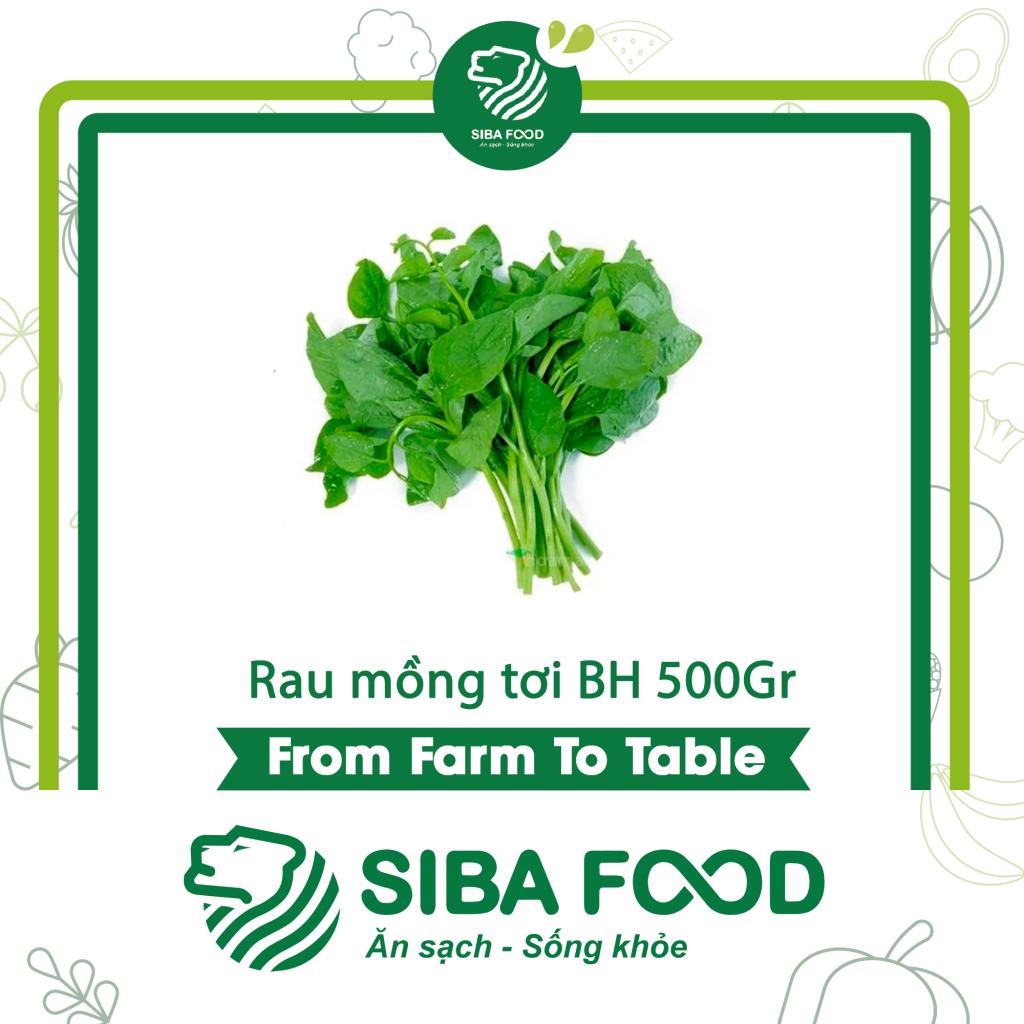 SIBA FOOD
Ăn sạch - Sống khỏe
Rau mồng tơi BH 500Gr
From Farm To Table
SIBA FOOD
Ăn sạch - Sống khỏe